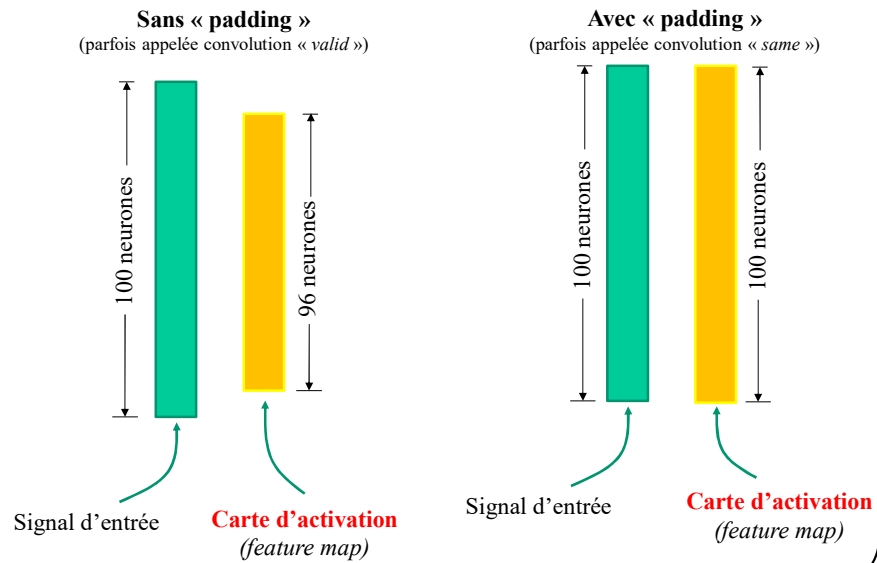 Sans « padding »
(parfois appelée convolution « valid »)
100 neurones
96 neurones
Signal d'entrée
Carte d'activation
(feature map)
Avec « padding »
(parfois appelée convolution « same »)
100 neurones
100 neurones
Signal d'entrée
Carte d'activation
(feature map)